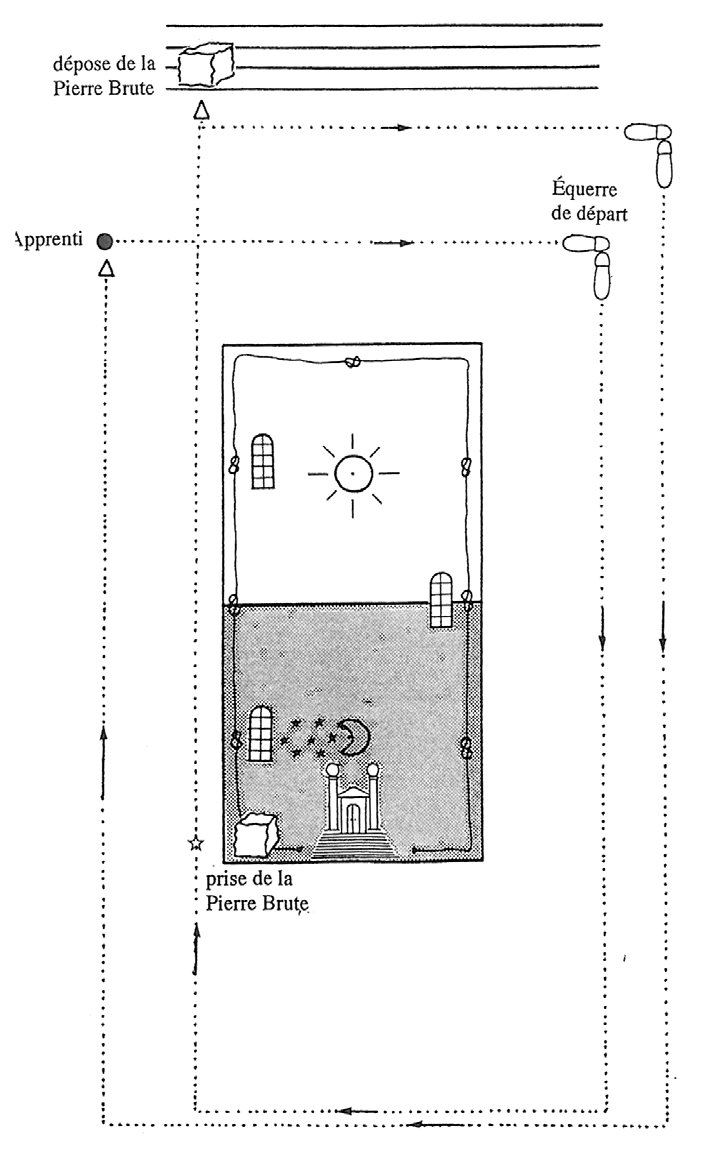 dépose de la
Pierre Brute
Équerre
de départ
Apprenti
prise de la
Pierre Brute